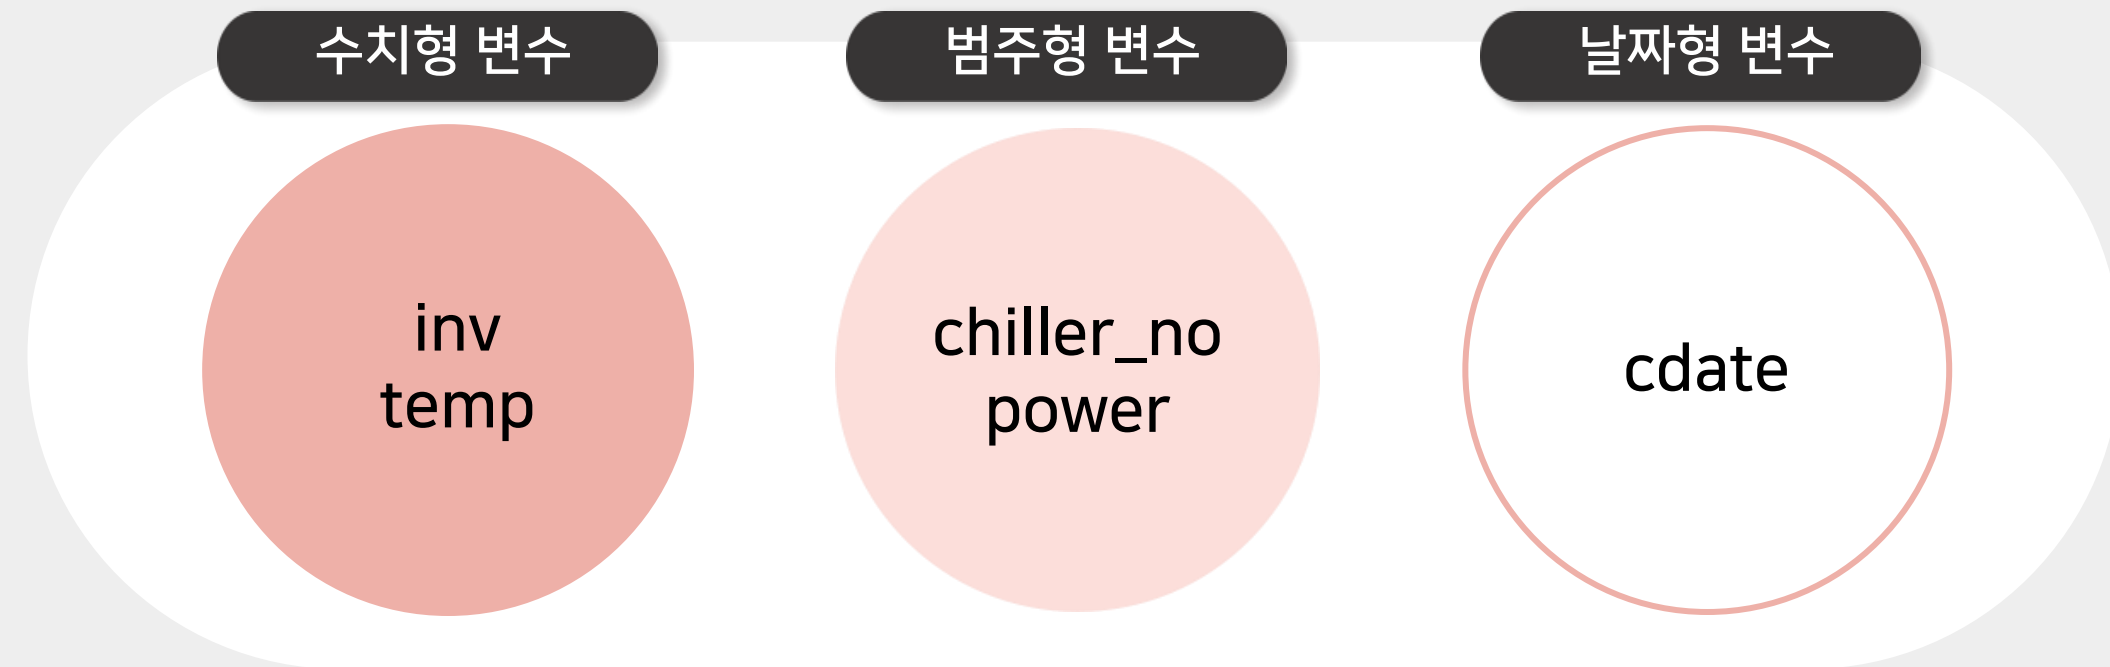 수치형 변수
범주형 변수
날짜형 변수
inv
temp
chiller_no
power
cdate